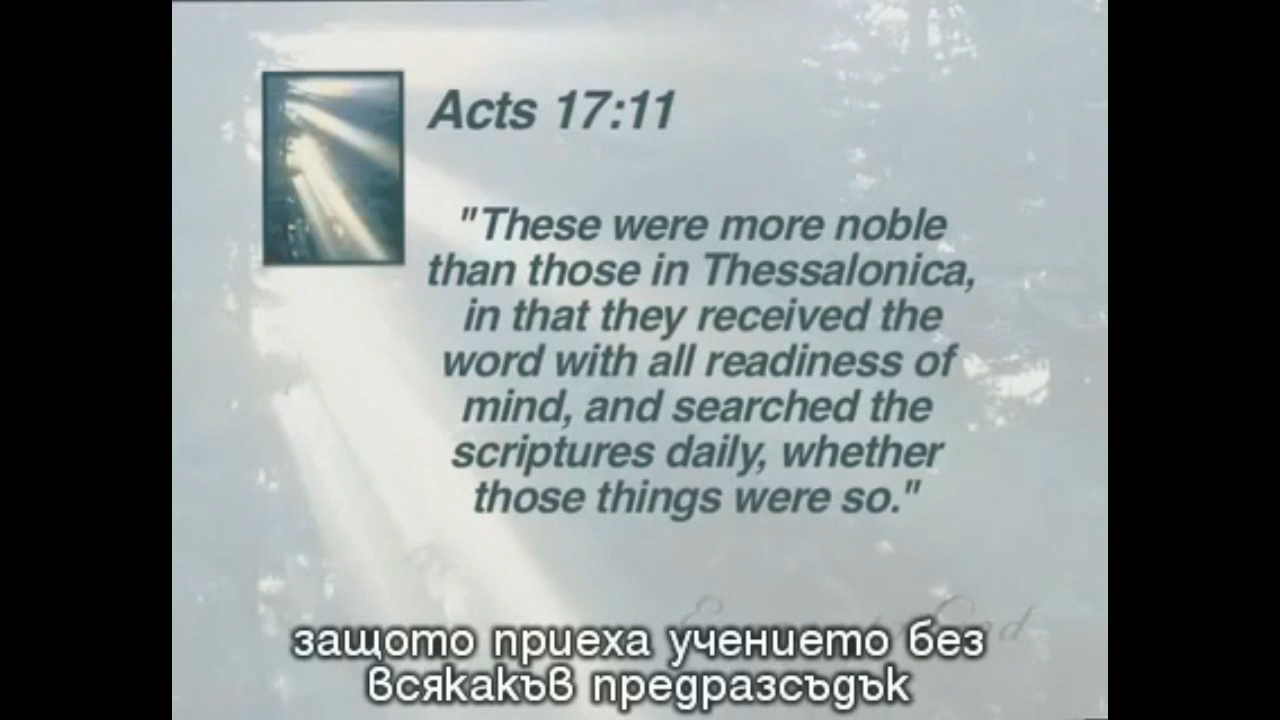 Acts 17:11
"These were more noble
than those in Thessalonica,
in that they received the
word with all readiness of
mind, and searched the
scriptures daily, whether
those things were so."
защото приеха учението без
всякакъв предразсъдък